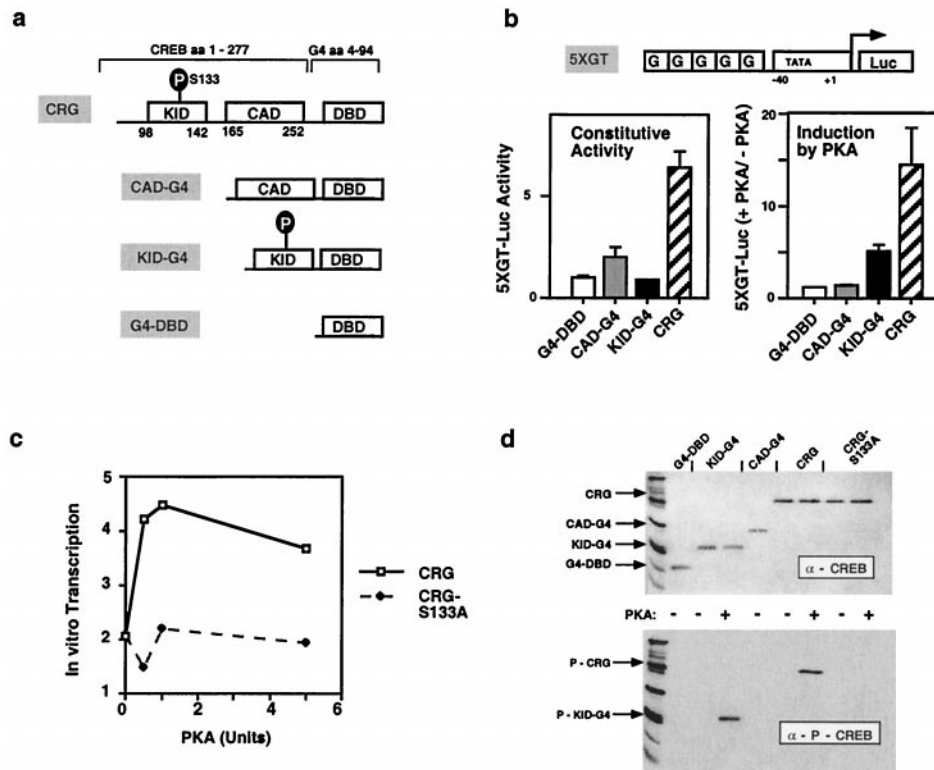 a
CREB aa 1 - 277
G4 aa 4-94
P
S133
CRG
KID
CAD
DBD
98
142
165
252
CAD-G4
CAD
DBD
P
KID-G4
KID
DBD
G4-DBD
DBD
b
5XGT
G G G G G
TATA
-40
+1
Luc
Constitutive
Activity
5XGT-Luc Activity
5
0
G4-DBD
CAD-G4
KID-G4
CRG
Induction
by PKA
5XGT-Luc (+ PKA/ - PKA)
20
15
10
5
0
G4-DBD
CAD-G4
KID-G4
CRG
c
In vitro Transcription
5
4
3
2
1
0
2
4
6
PKA (Units)
CRG
CRG-
S133A
d
G4-DBD
KID-G4
CAD-G4
CRG
CRG-
S133A
CRG
CAD-G4
KID-G4
G4-DBD
α - CREB
PKA: - - + - - + - +
P - CRG
P - KID-G4
α - P - CREB